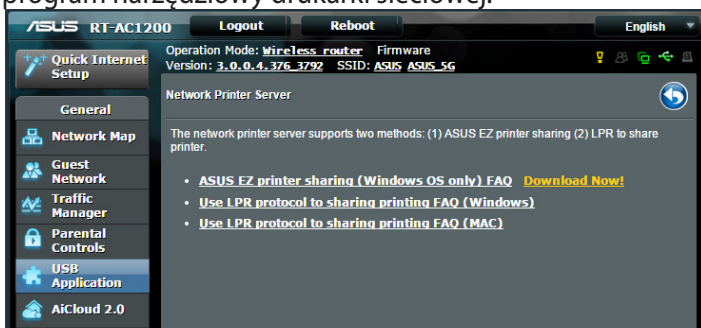 program narzędziowy drukarki sieciowej.
ASUS RT-AC1200 Logout Reboot English
Quick Internet Setup
Operation Mode: Wireless router Firmware
Version: 3.0.0.4.376_3792 SSID: ASUS ASUS_5G
General
Network Map
Guest Network
Traffic Manager
Parental Controls
USB Application
AiCloud 2.0
Network Printer Server
The network printer server supports two methods: (1) ASUS EZ printer sharing (2) LPR to share
printer.
• ASUS EZ printer sharing (Windows OS only) FAQ Download Now!
• Use LPR protocol to sharing printing FAQ (Windows)
• Use LPR protocol to sharing printing FAQ (MAC)